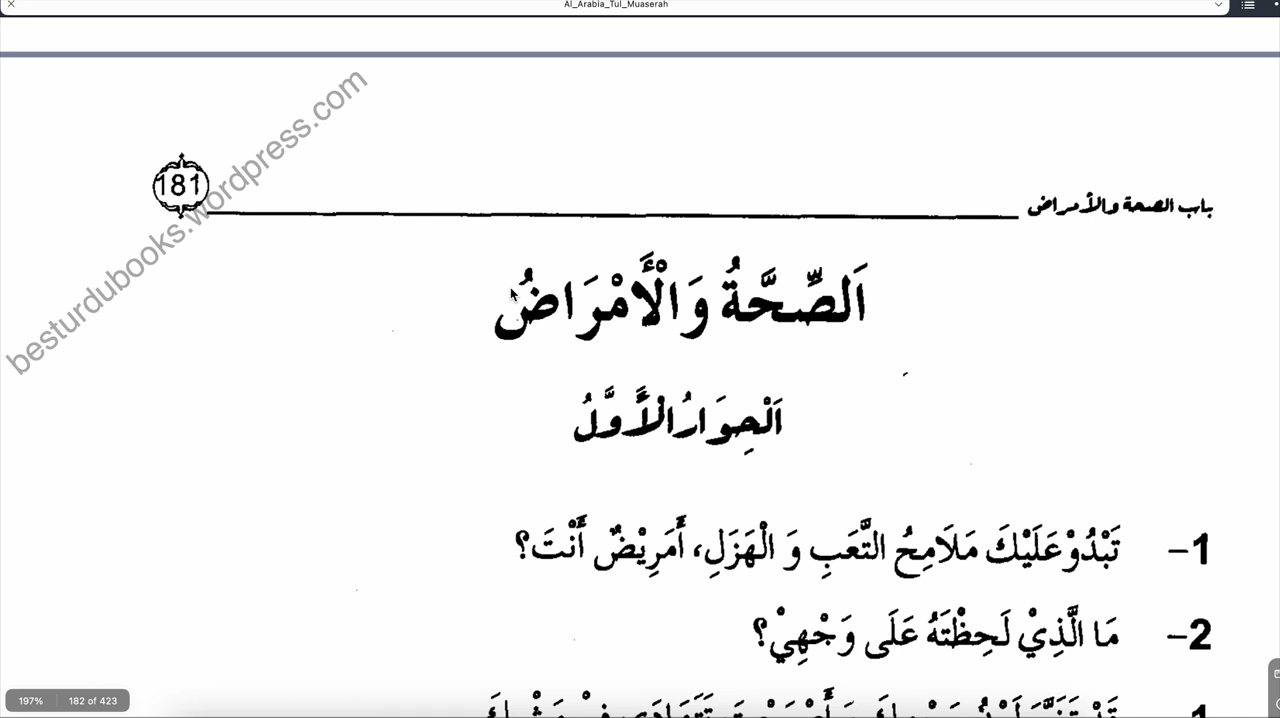 Al_Arabia_Tul_Muaserah
besturdubooks.wordpress.com
181
باب الصحة والأمراض
اَلصِّحَّةُ وَالْأَمْرَاضُ
اَلْحِوَارُ الْأَوَّلُ
1- تَبْدُوْ عَلَيْكَ مَلَامِحُ التَّعَبِ وَ الْهَزَلِ، أَمَرِيْضٌ أَنْتَ؟
2- مَا الَّذِيْ لَحِظْتَهُ عَلَى وَجْهِيْ؟
197% 182 of 423